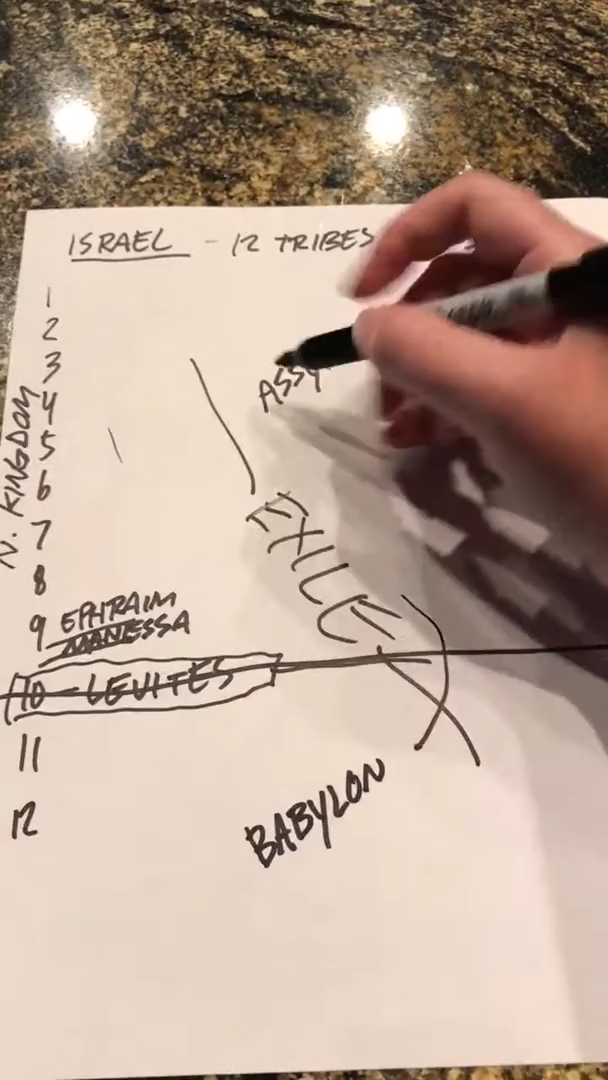 ISRAEL - 12 TRIBES
1
2
3
4
5
6
7
8
9 EPHRAIM
MANESSA
10 - LEVITES
11
12
N. KINGDOM
ASSY
EXILE
BABYLON